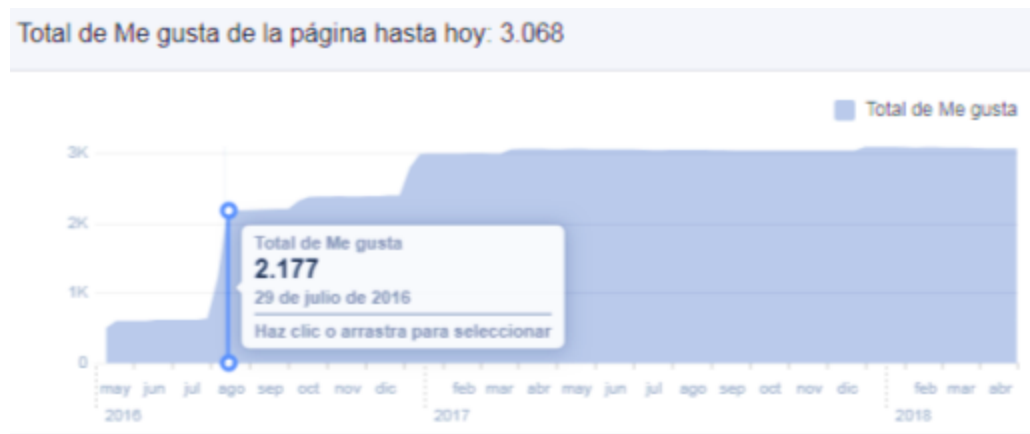 Total de Me gusta de la página hasta hoy: 3.068
Total de Me gusta
3K
2K
1K
0
Total de Me gusta
2.177
29 de julio de 2016
Haz clic o arrastra para seleccionar
may jun jul ago sep oct nov dic feb mar abr may jun jul ago sep oct nov dic feb mar abr
2016 2017 2018